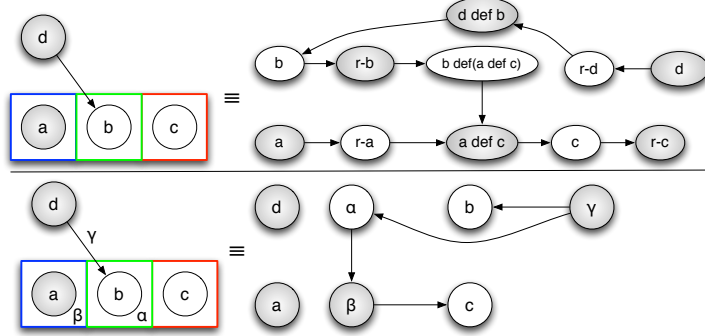 d
d def b
b
r-b
b def(a def c)
r-d
d
a
b
c
≡
a
r-a
a def c
c
r-c
d
γ
d
α
b
γ
≡
a
β
b
α
c
a
β
c